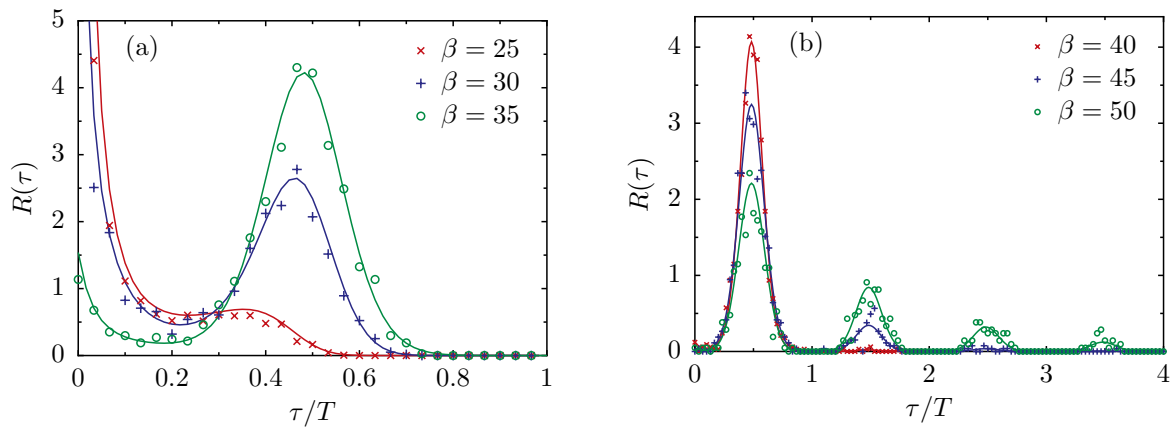 (a)
× β = 25
+ β = 30
○ β = 35
R(τ)
5
4
3
2
1
0
0 0.2 0.4 0.6 0.8 1
τ/T
(b)
× β = 40
+ β = 45
○ β = 50
R(τ)
4
3
2
1
0
0 1 2 3 4
τ/T